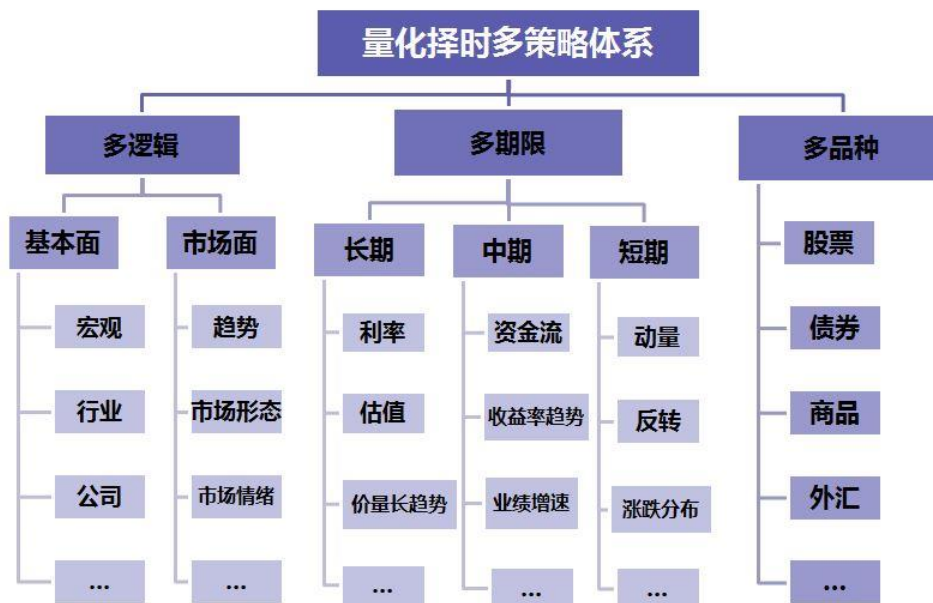 量化择时多策略体系
多逻辑
多期限
多品种
基本面
市场面
长期
中期
短期
股票
宏观
趋势
利率
资金流
动量
债券
行业
市场形态
估值
收益率趋势
反转
商品
公司
市场情绪
价量长趋势
业绩增速
涨跌分布
外汇
...
...
...
...
...
...